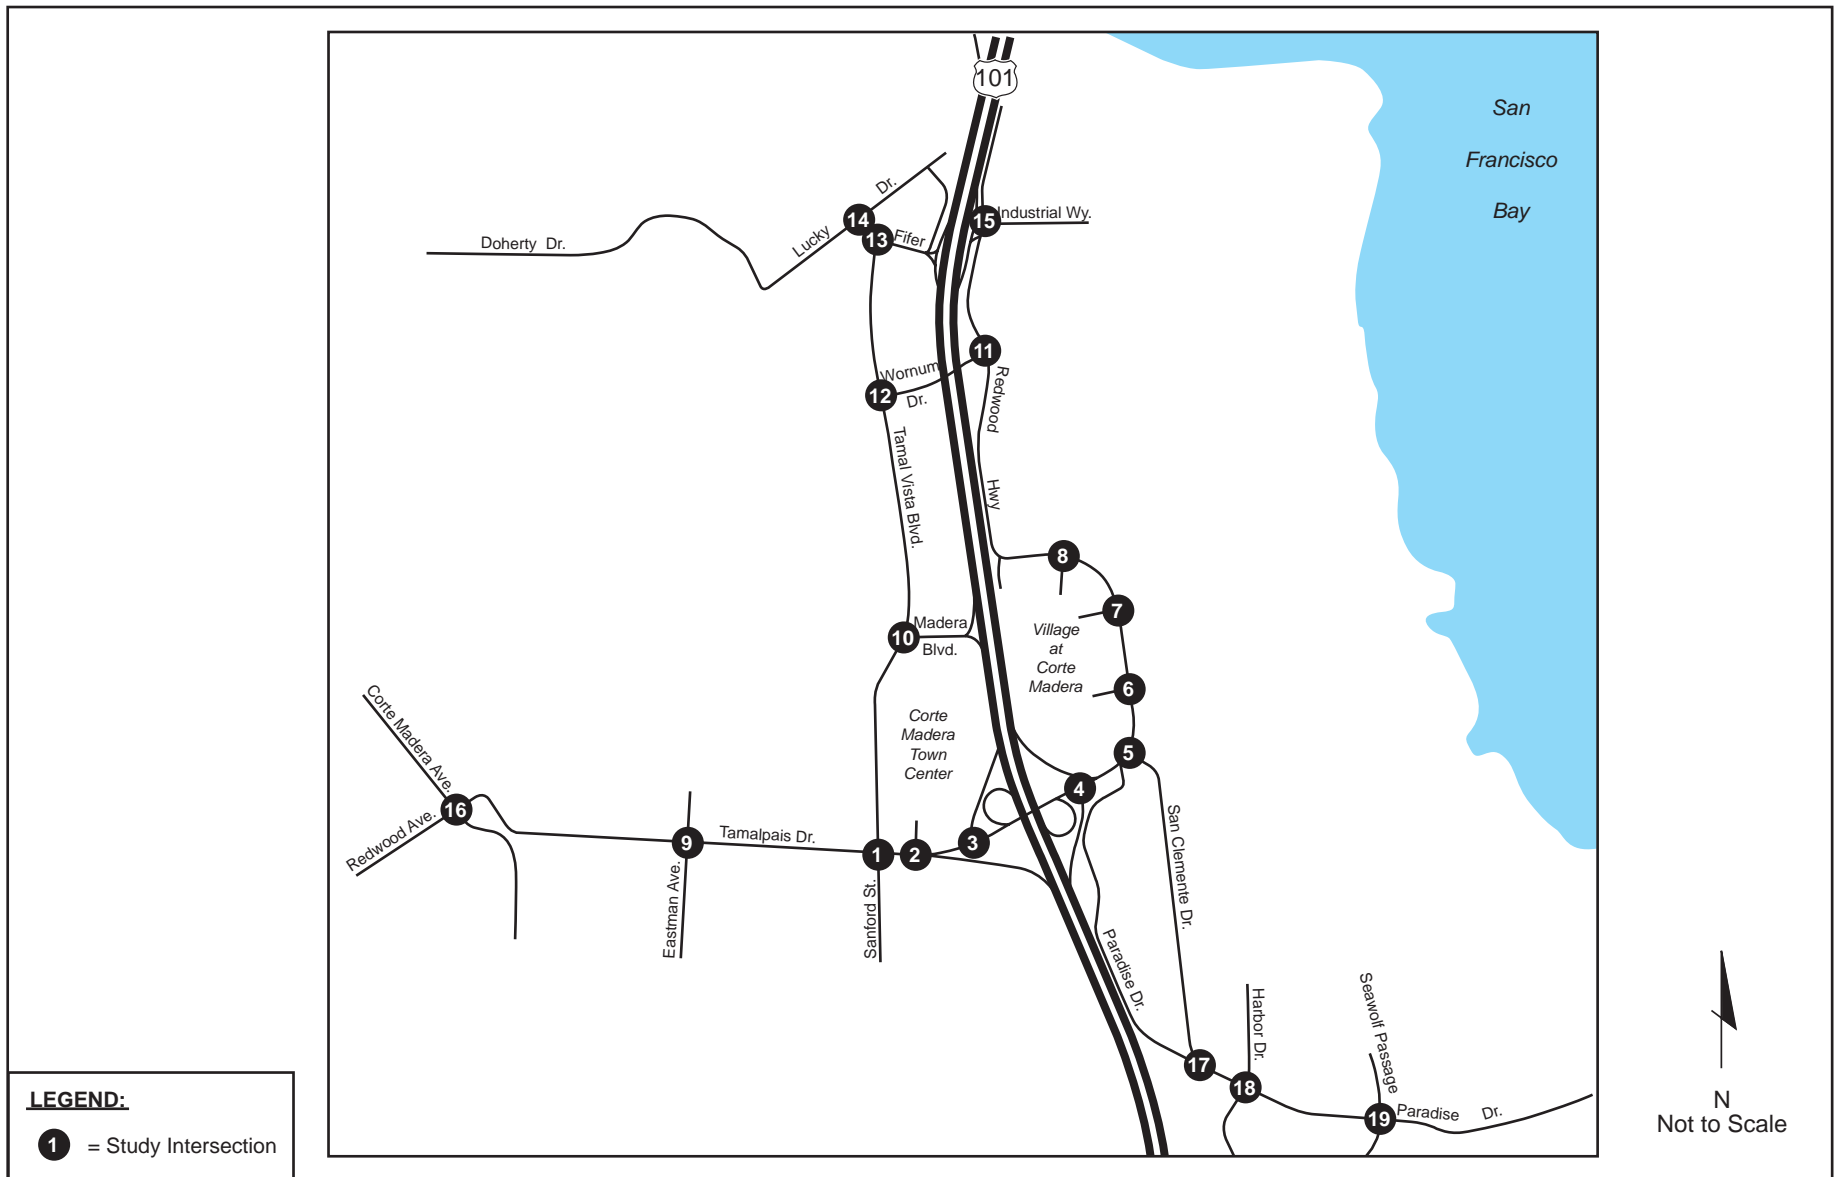 101
San
Francisco
Bay
Dr.
14
15
Industrial Wy.
13
Fifer
Lucky
Doherty Dr.
11
Wornum
12
Dr.
Redwood
Tamal Vista Blvd.
Hwy
8
7
Madera
10
Blvd.
Village
at
Corte
Madera
6
Corte
Madera
Town
Center
5
4
Corte Madera Ave.
16
Redwood Ave.
9
Tamalpais Dr.
1
2
3
San Clemente Dr.
Eastman Ave.
Sanford St.
Paradise Dr.
Harbor Dr.
Seawolf Passage
17
18
19
Paradise Dr.
N
Not to Scale
LEGEND:
1 = Study Intersection